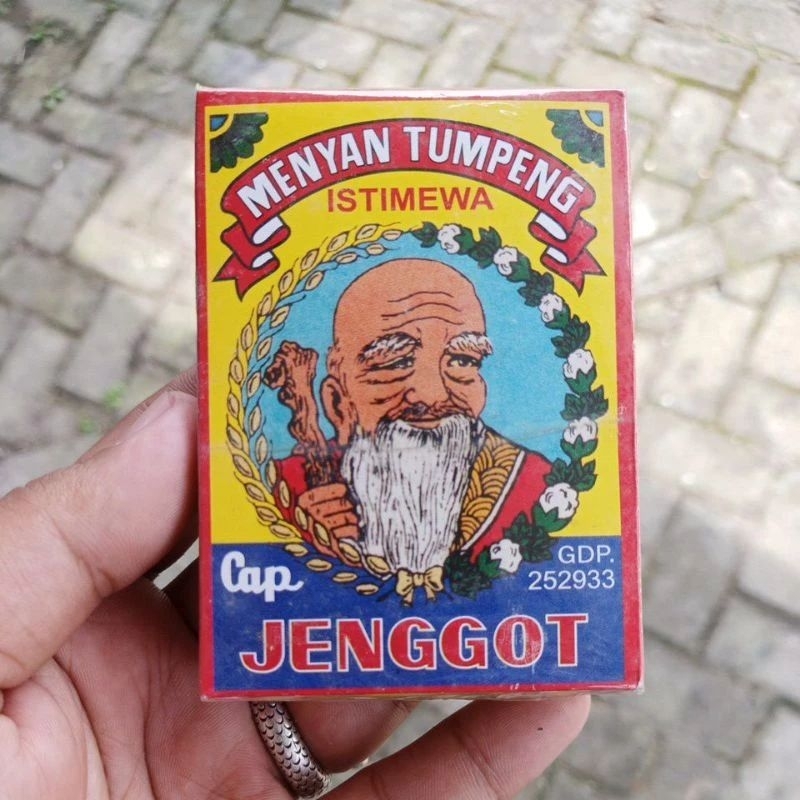 MENYAN TUMPENG
ISTIMEWA
Cap
GDP.
252933
JENGGOT